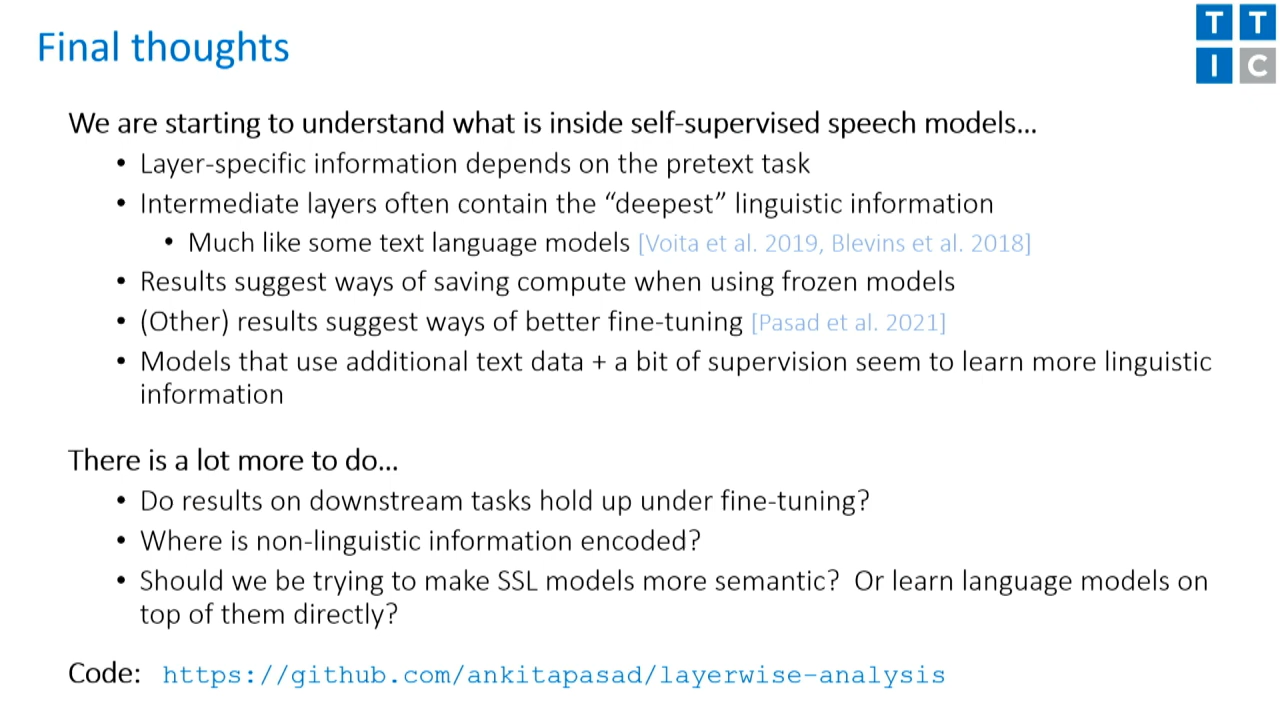 Final thoughts
T T
I C
We are starting to understand what is inside self-supervised speech models...
• Layer-specific information depends on the pretext task
• Intermediate layers often contain the “deepest” linguistic information
• Much like some text language models [Voita et al. 2019, Blevins et al. 2018]
• Results suggest ways of saving compute when using frozen models
• (Other) results suggest ways of better fine-tuning [Pasad et al. 2021]
• Models that use additional text data + a bit of supervision seem to learn more linguistic
information
There is a lot more to do...
• Do results on downstream tasks hold up under fine-tuning?
• Where is non-linguistic information encoded?
• Should we be trying to make SSL models more semantic?  Or learn language models on
top of them directly?
Code: https://github.com/ankitapasad/layerwise-analysis